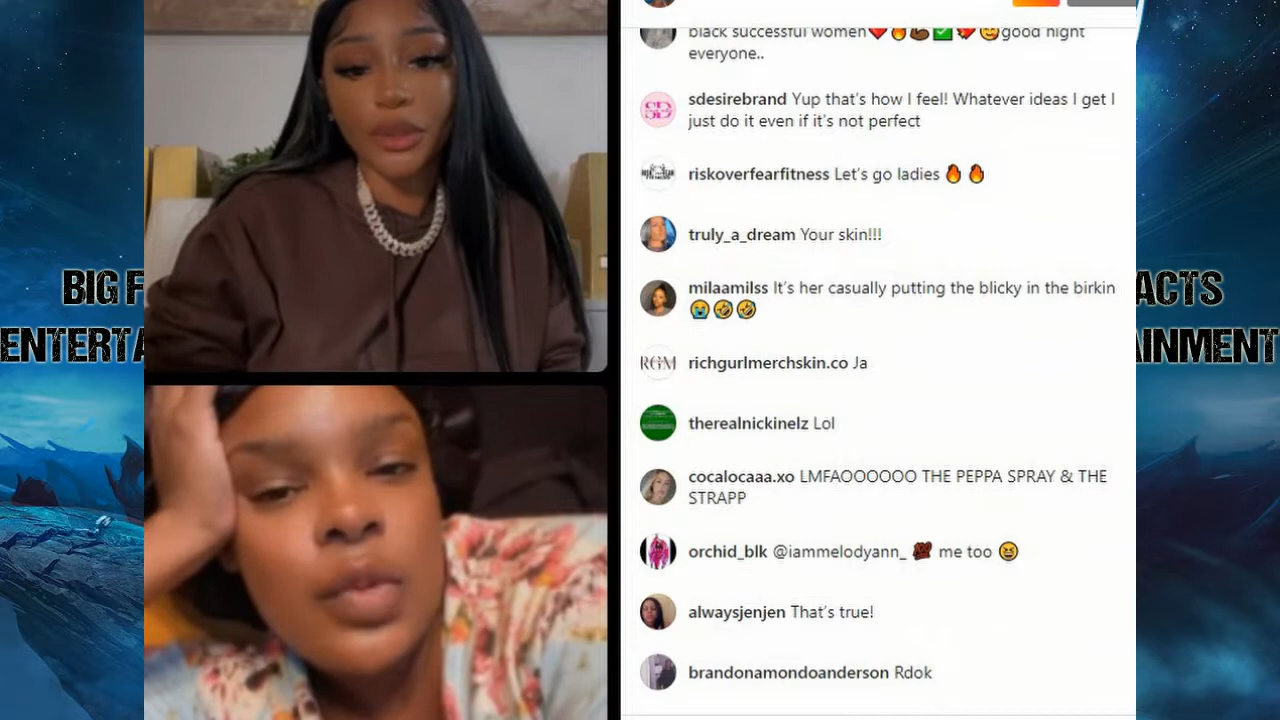 black successful women❤️🔥💪🏿✅❤️‍🔥🥰good night
everyone..
sdesirebrand Yup that's how I feel! Whatever ideas I get I
just do it even if it's not perfect
riskoverfearfitness Let's go ladies 🔥 🔥
truly_a_dream Your skin!!!
milaamilss It's her casually putting the blicky in the birkin
😭🤣🤣
RGM
richgurlmerchskin.co Ja
therealnickinelz Lol
cocalocaaa.xo LMFAOOOOOO THE PEPPA SPRAY & THE
STRAPP
orchid_blk @iammelodyann_ 💯 me too 😆
alwaysjenjen That's true!
brandonamondoanderson Rdok
BIG F
ENTERTA
ACTS
AINMENT